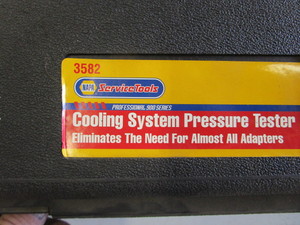 3582
NAPA ServiceTools
PROFESSIONAL 900 SERIES
Cooling System Pressure Tester
Eliminates The Need For Almost All Adapters